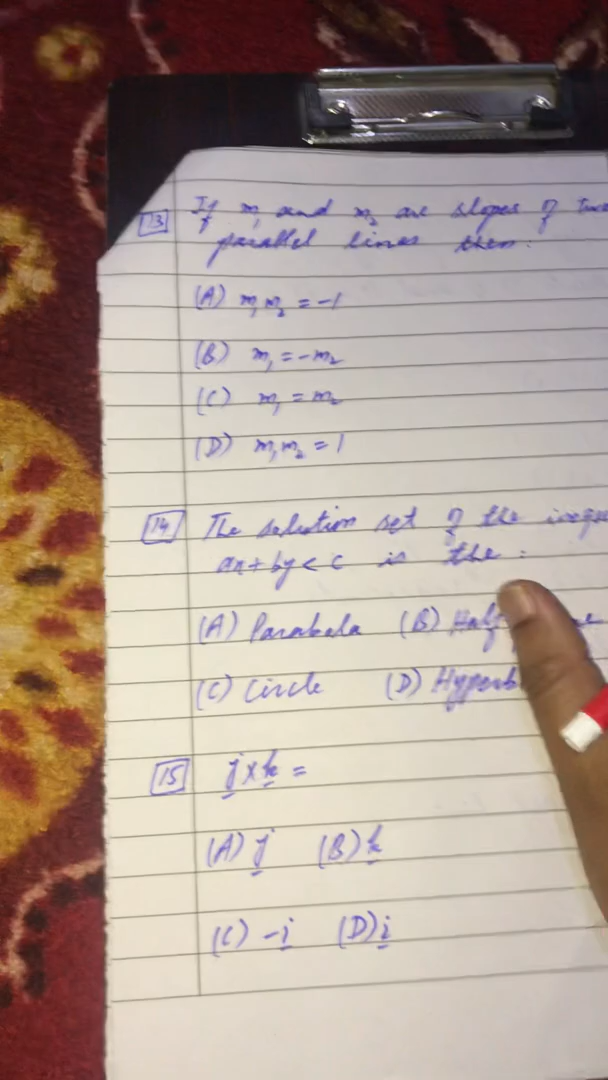 13 If m₁ and m₂ are slopes of two
parallel lines then:
(A) m₁m₂ = -1
(B) m₁ = -m₂
(C) m₁ = m₂
(D) m₁m₂ = 1
14 The solution set of the
ax + by < c is the :
(A) Parabola (B) Half
(C) Circle (D)
15 j × k =
(A) j (B) k
(C) -i (D) i